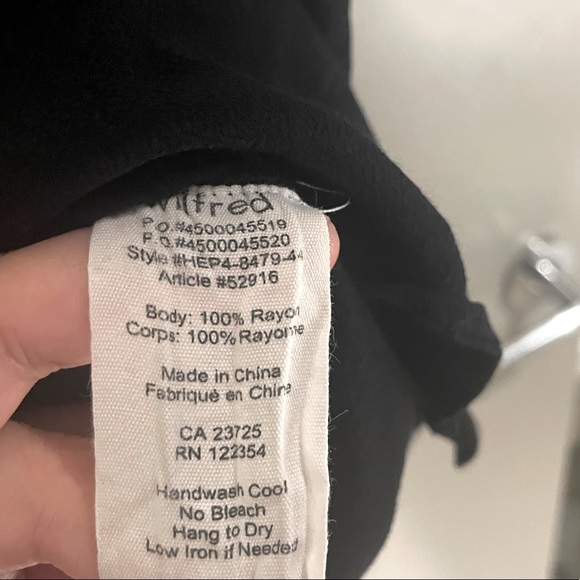 Wilfred
P.O.#4500045519
P.O.#4500045520
Style #HEP4-8479-44
Article #52916
Body: 100% Rayon
Corps: 100% Rayonne
Made in China
Fabriqué en Chine
CA 23725
RN 122354
Handwash Cool
No Bleach
Hang to Dry
Low Iron if Needed